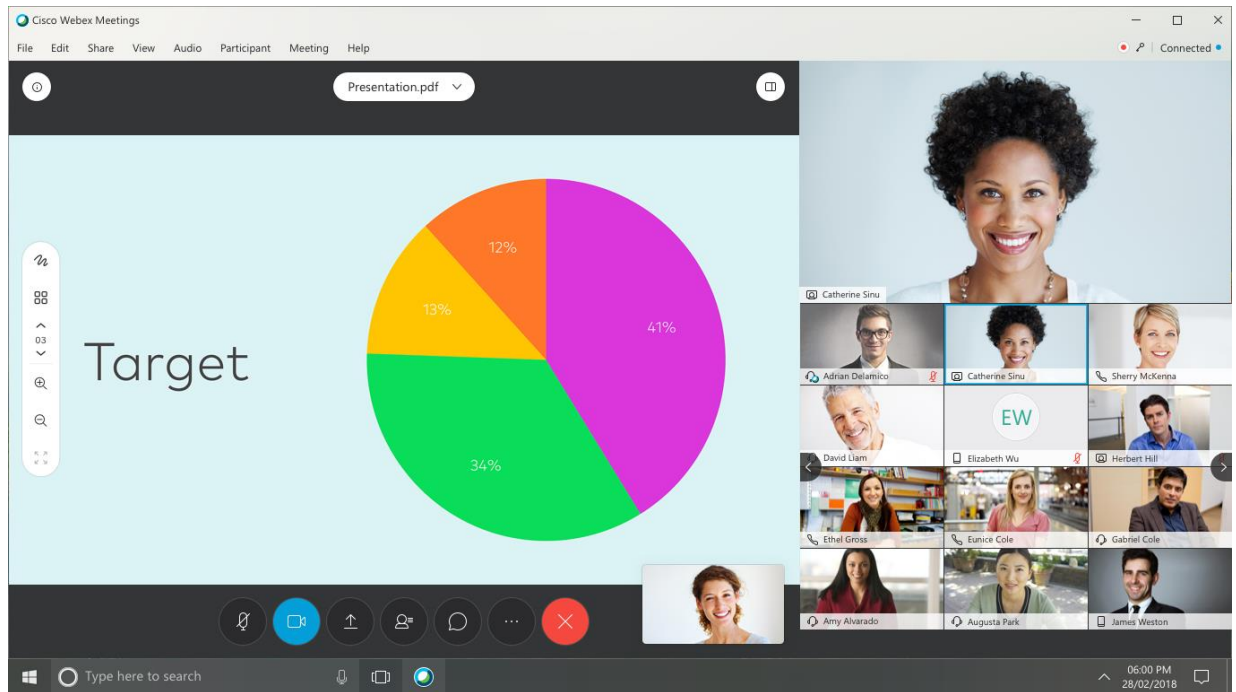 Cisco Webex Meetings
File Edit Share View Audio Participant Meeting Help
Connected
Presentation.pdf
03
Target
12%
13%
41%
34%
Catherine Sinu
Adrian Delamico
Catherine Sinu
Sherry McKenna
David Liam
EW
Elizabeth Wu
Herbert Hill
Ethel Gross
Eunice Cole
Gabriel Cole
Amy Alvarado
Augusta Park
James Weston
Type here to search
06:00 PM
28/02/2018